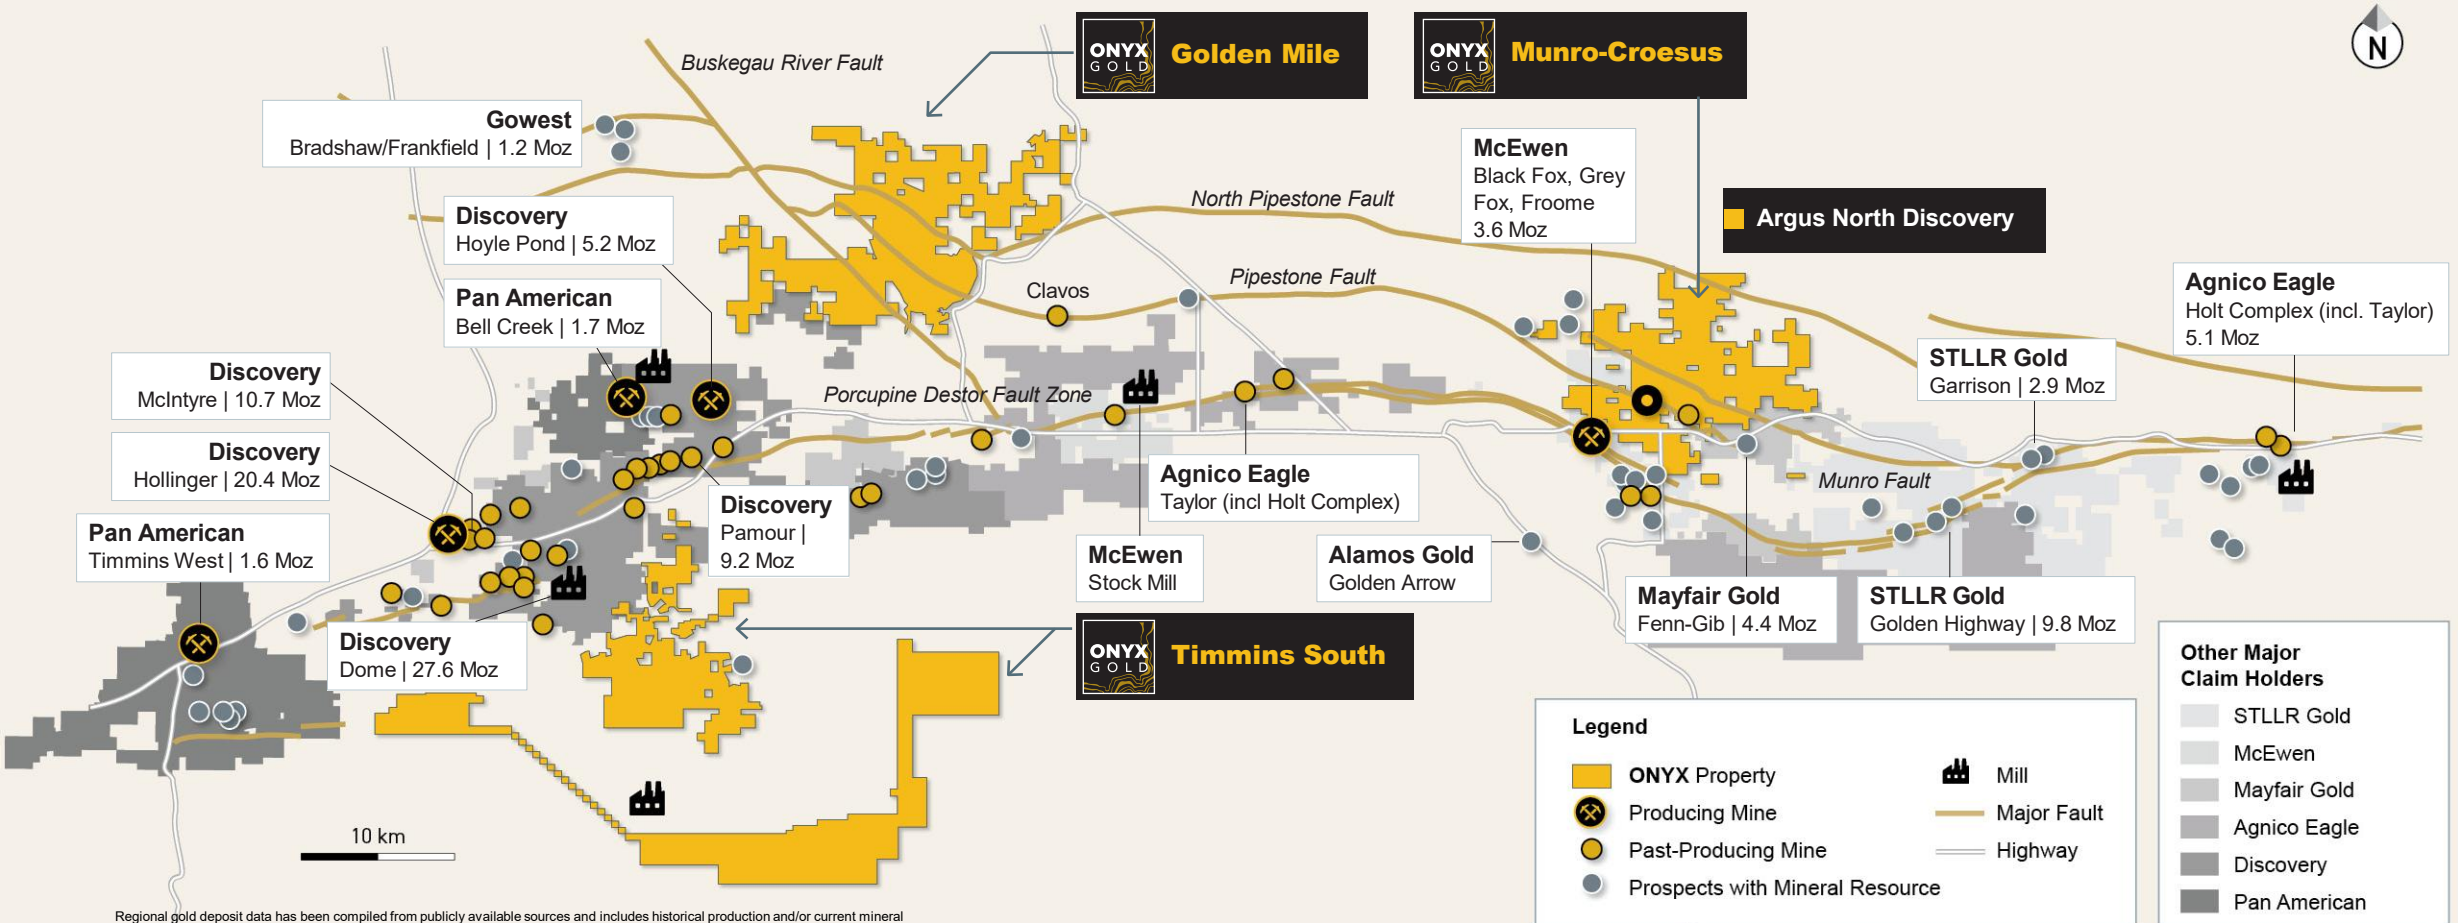 ONYX
GOLD
Golden Mile
ONYX
GOLD
Munro-Croesus
N
Buskegau River Fault
Gowest
Bradshaw/Frankfield | 1.2 Moz
McEwen
Black Fox, Grey
Fox, Froome
3.6 Moz
North Pipestone Fault
Argus North Discovery
Discovery
Hoyle Pond | 5.2 Moz
Pan American
Bell Creek | 1.7 Moz
Clavos
Pipestone Fault
Agnico Eagle
Holt Complex (incl. Taylor)
5.1 Moz
STLLR Gold
Garrison | 2.9 Moz
Discovery
McIntyre | 10.7 Moz
Porcupine Destor Fault Zone
Discovery
Hollinger | 20.4 Moz
Agnico Eagle
Taylor (incl Holt Complex)
Munro Fault
Discovery
Pamour |
9.2 Moz
Pan American
Timmins West | 1.6 Moz
McEwen
Stock Mill
Alamos Gold
Golden Arrow
Mayfair Gold
Fenn-Gib | 4.4 Moz
STLLR Gold
Golden Highway | 9.8 Moz
Discovery
Dome | 27.6 Moz
ONYX
GOLD
Timmins South
10 km
Legend
ONYX Property
Producing Mine
Past-Producing Mine
Prospects with Mineral Resource
Mill
Major Fault
Highway
Other Major
Claim Holders
STLLR Gold
McEwen
Mayfair Gold
Agnico Eagle
Discovery
Pan American
Regional gold deposit data has been compiled from publicly available sources and includes historical production and/or current mineral